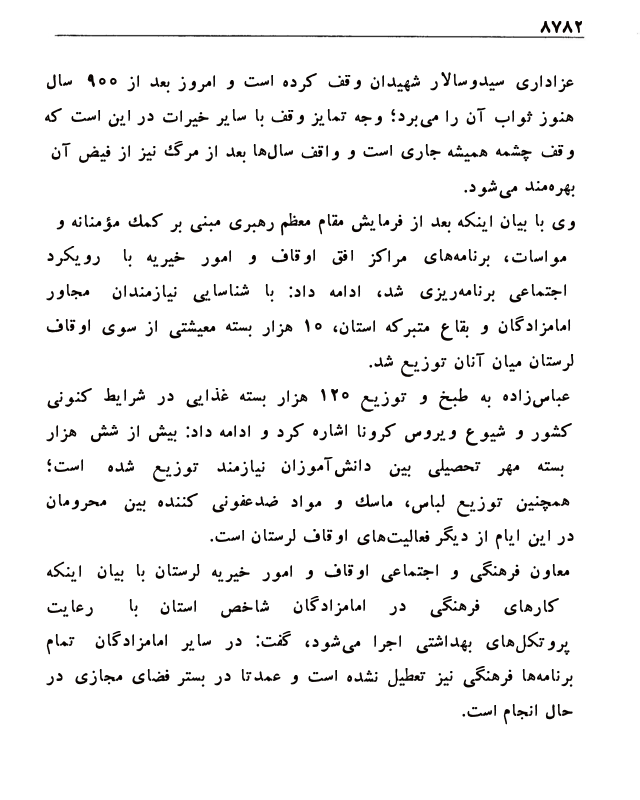 ۸۷۸۲
عزاداری سیدوسالار شهیدان وقف کرده است و امروز بعد از ۹۰۰ سال
هنوز ثواب آن را می‌برد؛ وجه تمایز وقف با سایر خیرات در این است که
وقف چشمه همیشه جاری است و واقف سال‌ها بعد از مرگ نیز از فیض آن
بهره‌مند می‌شود.
وی با بیان اینکه بعد از فرمایش مقام معظم رهبری مبنی بر کمک مؤمنانه و
مواسات، برنامه‌های مراکز افق اوقاف و امور خیریه با رویکرد
اجتماعی برنامه‌ریزی شد، ادامه داد: با شناسایی نیازمندان مجاور
امامزادگان و بقاع متبرکه استان، ۱۰ هزار بسته معیشتی از سوی اوقاف
لرستان میان آنان توزیع شد.
عباس‌زاده به طبخ و توزیع ۱۲۰ هزار بسته غذایی در شرایط کنونی
کشور و شیوع ویروس کرونا اشاره کرد و ادامه داد: بیش از شش هزار
بسته مهر تحصیلی بین دانش‌آموزان نیازمند توزیع شده است؛
همچنین توزیع لباس، ماسک و مواد ضدعفونی کننده بین محرومان
در این ایام از دیگر فعالیت‌های اوقاف لرستان است.
معاون فرهنگی و اجتماعی اوقاف و امور خیریه لرستان با بیان اینکه
کارهای فرهنگی در امامزادگان شاخص استان با رعایت
پروتکل‌های بهداشتی اجرا می‌شود، گفت: در سایر امامزادگان تمام
برنامه‌ها فرهنگی نیز تعطیل نشده است و عمدتا در بستر فضای مجازی در
حال انجام است.